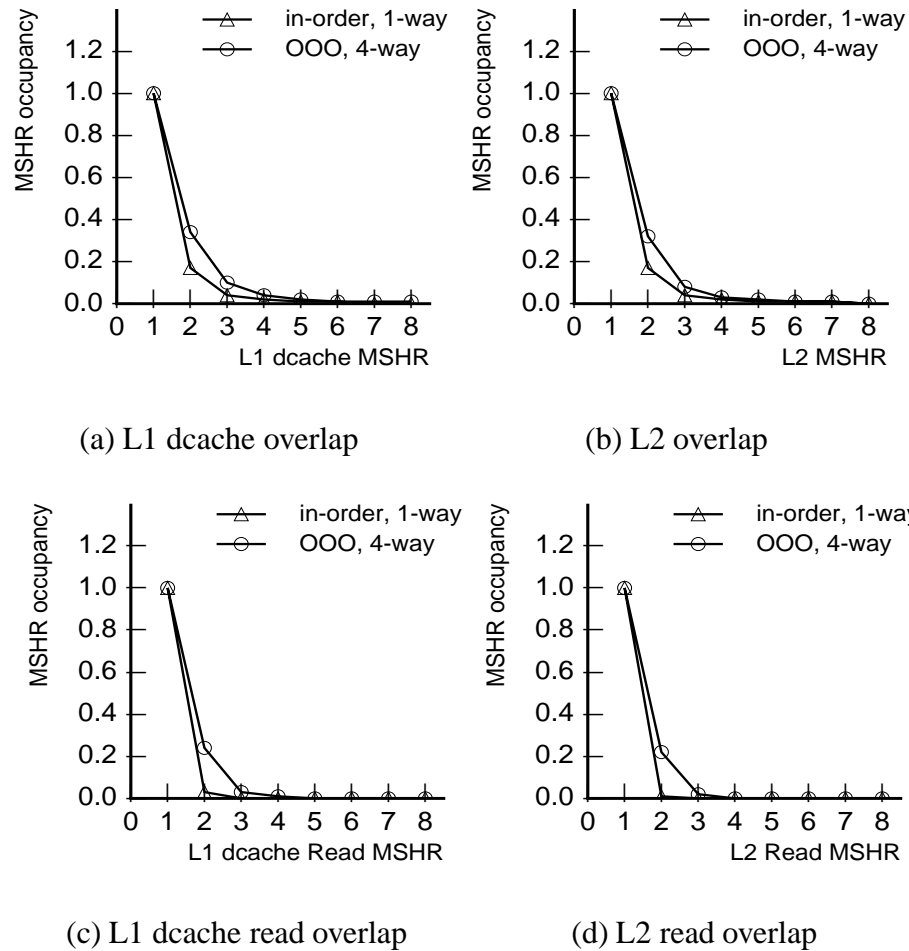 in-order, 1-way
OOO, 4-way
MSHR occupancy
1.2
1.0
0.8
0.6
0.4
0.2
0.0
0 1 2 3 4 5 6 7 8
L1 dcache MSHR
(a) L1 dcache overlap
in-order, 1-way
OOO, 4-way
MSHR occupancy
1.2
1.0
0.8
0.6
0.4
0.2
0.0
0 1 2 3 4 5 6 7 8
L2 MSHR
(b) L2 overlap
in-order, 1-way
OOO, 4-way
MSHR occupancy
1.2
1.0
0.8
0.6
0.4
0.2
0.0
0 1 2 3 4 5 6 7 8
L1 dcache Read MSHR
(c) L1 dcache read overlap
in-order, 1-way
OOO, 4-way
MSHR occupancy
1.2
1.0
0.8
0.6
0.4
0.2
0.0
0 1 2 3 4 5 6 7 8
L2 Read MSHR
(d) L2 read overlap